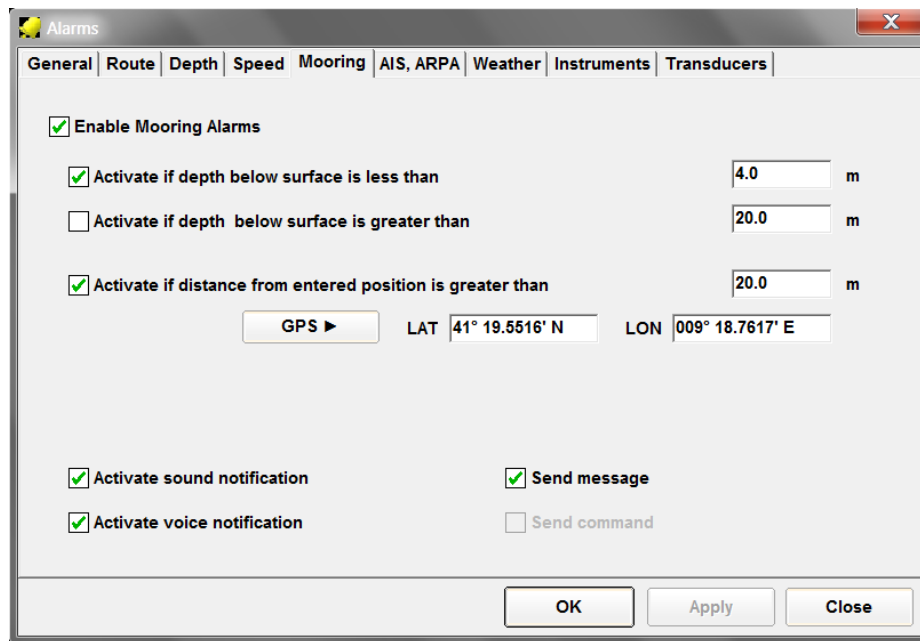 Alarms
General Route Depth Speed Mooring AIS, ARPA Weather Instruments Transducers
Enable Mooring Alarms
Activate if depth below surface is less than 4.0 m
Activate if depth below surface is greater than 20.0 m
Activate if distance from entered position is greater than 20.0 m
GPS ► LAT 41° 19.5516' N LON 009° 18.7617' E
Activate sound notification Send message
Activate voice notification Send command
OK Apply Close